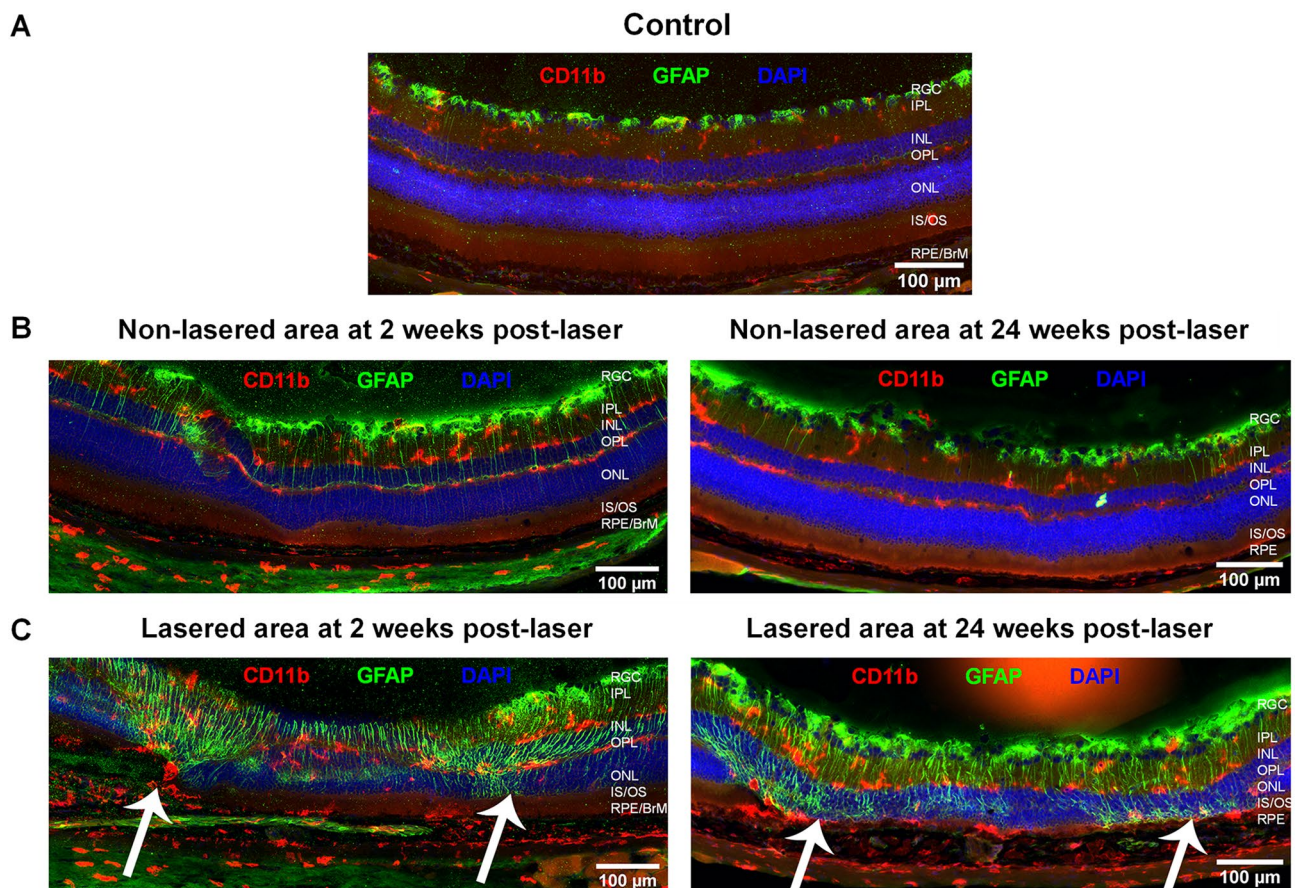 A
Control
CD11b GFAP DAPI
RGC
IPL
INL
OPL
ONL
IS/OS
RPE/BrM
100 µm
B
Non-lasered area at 2 weeks post-laser
CD11b GFAP DAPI
RGC
IPL
INL
OPL
ONL
IS/OS
RPE/BrM
100 µm
Non-lasered area at 24 weeks post-laser
CD11b GFAP DAPI
RGC
IPL
INL
OPL
ONL
IS/OS
RPE
100 µm
C
Lasered area at 2 weeks post-laser
CD11b GFAP DAPI
RGC
IPL
INL
OPL
ONL
IS/OS
RPE/BrM
100 µm
Lasered area at 24 weeks post-laser
CD11b GFAP DAPI
RGC
IPL
INL
OPL
ONL
IS/OS
RPE
100 µm